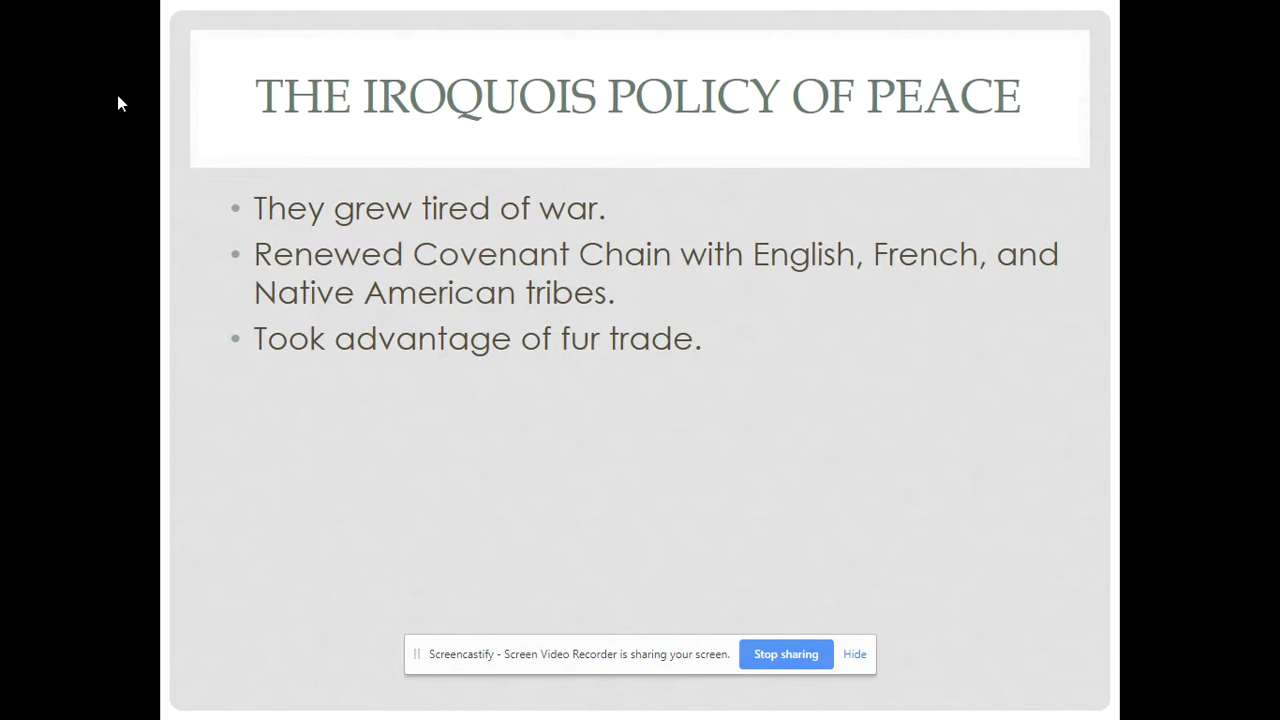 THE IROQUOIS POLICY OF PEACE
• They grew tired of war.
• Renewed Covenant Chain with English, French, and
Native American tribes.
• Took advantage of fur trade.
Screencastify - Screen Video Recorder is sharing your screen. Stop sharing Hide